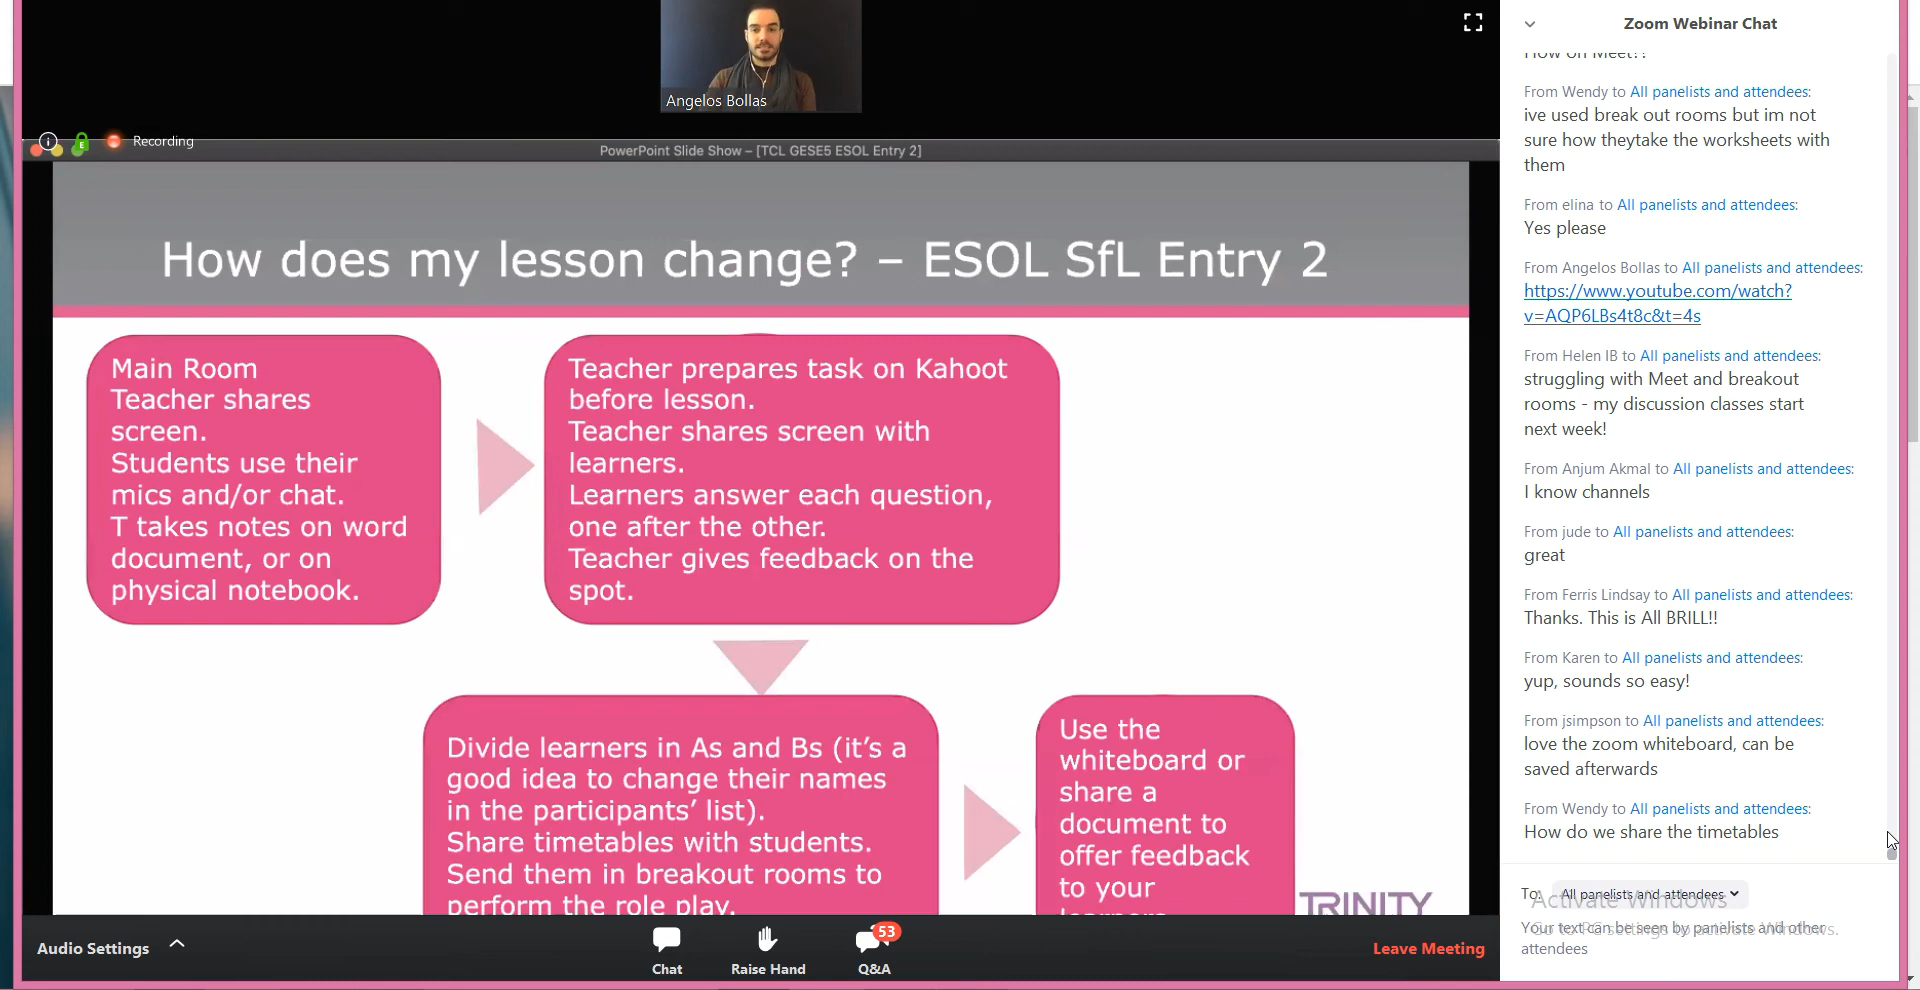 Angelos Bollas
Recording
PowerPoint Slide Show – [TCL GESE5 ESOL Entry 2]
How does my lesson change? – ESOL SfL Entry 2
Main Room
Teacher shares
screen.
Students use their
mics and/or chat.
T takes notes on word
document, or on
physical notebook.
Teacher prepares task on Kahoot
before lesson.
Teacher shares screen with
learners.
Learners answer each question,
one after the other.
Teacher gives feedback on the
spot.
Divide learners in As and Bs (it's a
good idea to change their names
in the participants' list).
Share timetables with students.
Send them in breakout rooms to
perform the role play.
Use the
whiteboard or
share a
document to
offer feedback
to your
learners
TRINITY
Audio Settings
Chat
Raise Hand
53
Q&A
Leave Meeting
Zoom Webinar Chat
How on Meet??
From Wendy to All panelists and attendees:
ive used break out rooms but im not
sure how theytake the worksheets with
them
From elina to All panelists and attendees:
Yes please
From Angelos Bollas to All panelists and attendees:
https://www.youtube.com/watch?
v=AQP6LBs4t8c&t=4s
From Helen IB to All panelists and attendees:
struggling with Meet and breakout
rooms - my discussion classes start
next week!
From Anjum Akmal to All panelists and attendees:
I know channels
From jude to All panelists and attendees:
great
From Ferris Lindsay to All panelists and attendees:
Thanks. This is All BRILL!!
From Karen to All panelists and attendees:
yup, sounds so easy!
From jsimpson to All panelists and attendees:
love the zoom whiteboard, can be
saved afterwards
From Wendy to All panelists and attendees:
How do we share the timetables
To: All panelists and attendees
Activate Windows
Go to PC settings to activate Windows.
Your text can be seen by panelists and other
attendees